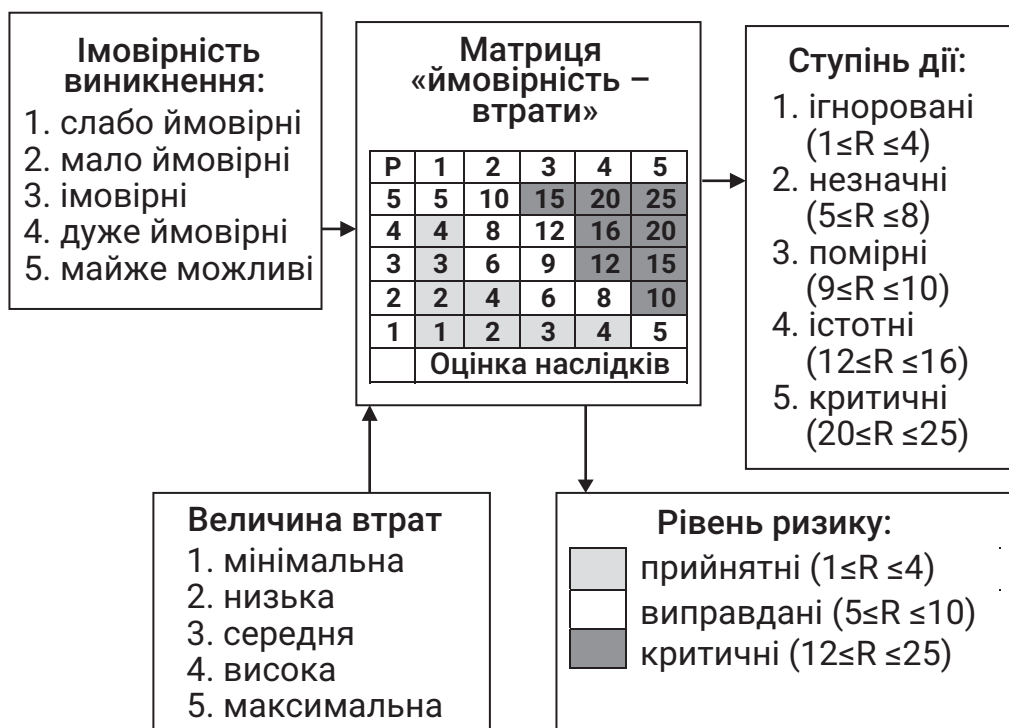 Імовірність
виникнення:
1. слабо ймовірні
2. мало ймовірні
3. імовірні
4. дуже ймовірні
5. майже можливі
Матриця
«ймовірність –
втрати»
P 1 2 3 4 5
5 5 10 15 20 25
4 4 8 12 16 20
3 3 6 9 12 15
2 2 4 6 8 10
1 1 2 3 4 5
Оцінка наслідків
Ступінь дії:
1. ігноровані
(1≤R ≤4)
2. незначні
(5≤R ≤8)
3. помірні
(9≤R ≤10)
4. істотні
(12≤R ≤16)
5. критичні
(20≤R ≤25)
Величина втрат
1. мінімальна
2. низька
3. середня
4. висока
5. максимальна
Рівень ризику:
прийнятні (1≤R ≤4)
виправдані (5≤R ≤10)
критичні (12≤R ≤25)